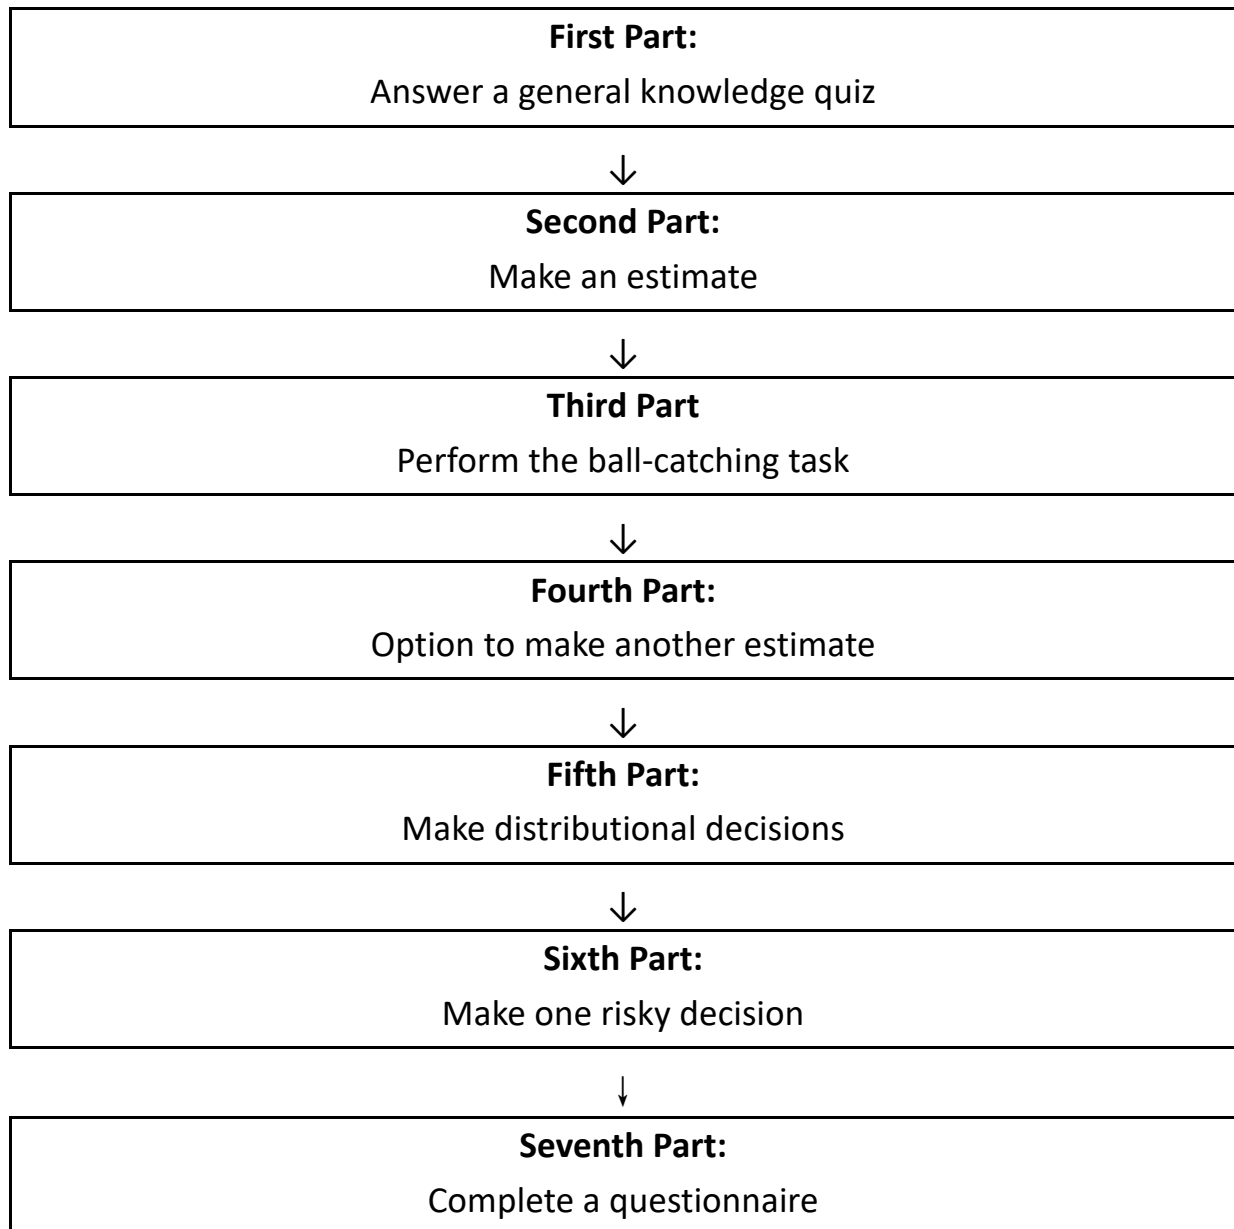 First Part:
Answer a general knowledge quiz
↓
Second Part:
Make an estimate
↓
Third Part
Perform the ball-catching task
↓
Fourth Part:
Option to make another estimate
↓
Fifth Part:
Make distributional decisions
↓
Sixth Part:
Make one risky decision
↓
Seventh Part:
Complete a questionnaire